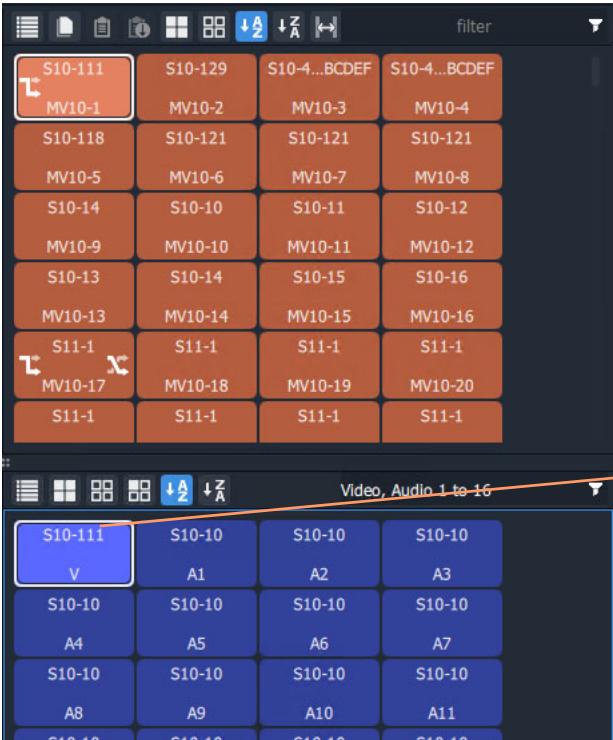 filter
S10-111 S10-129 S10-4...BCDEF S10-4...BCDEF
MV10-1 MV10-2 MV10-3 MV10-4
S10-118 S10-121 S10-121 S10-121
MV10-5 MV10-6 MV10-7 MV10-8
S10-14 S10-10 S10-11 S10-12
MV10-9 MV10-10 MV10-11 MV10-12
S10-13 S10-14 S10-15 S10-16
MV10-13 MV10-14 MV10-15 MV10-16
S11-1 S11-1 S11-1 S11-1
MV10-17 MV10-18 MV10-19 MV10-20
S11-1 S11-1 S11-1 S11-1
Video, Audio 1 to 16
S10-111 S10-10 S10-10 S10-10
V A1 A2 A3
S10-10 S10-10 S10-10 S10-10
A4 A5 A6 A7
S10-10 S10-10 S10-10 S10-10
A8 A9 A10 A11